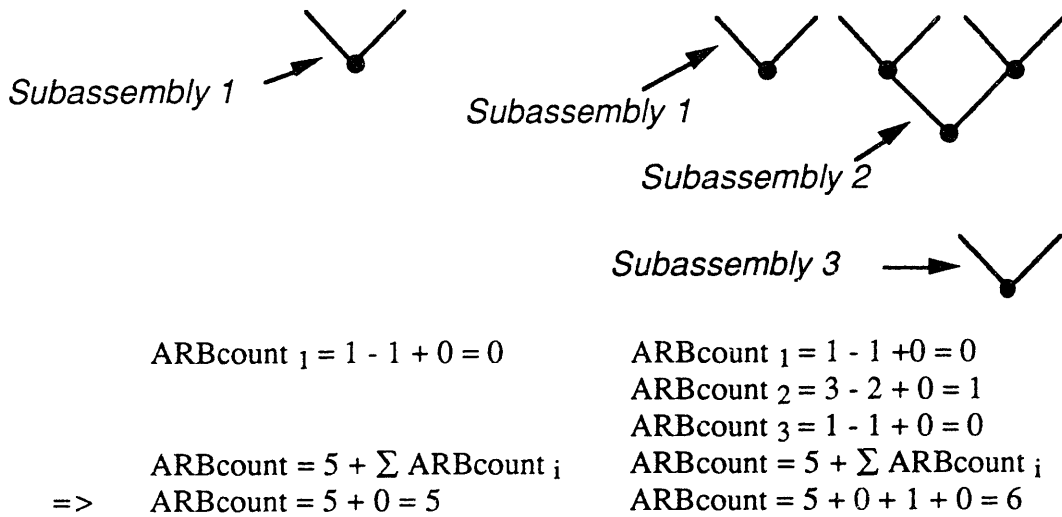 Subassembly 1
Subassembly 1
Subassembly 2
Subassembly 3
ARBcount 1 = 1 - 1 + 0 = 0
ARBcount 1 = 1 - 1 +0 = 0
ARBcount 2 = 3 - 2 + 0 = 1
ARBcount 3 = 1 - 1 + 0 = 0
ARBcount = 5 + ∑ ARBcount i
ARBcount = 5 + ∑ ARBcount i
=> ARBcount = 5 + 0 = 5
ARBcount = 5 + 0 + 1 + 0 = 6